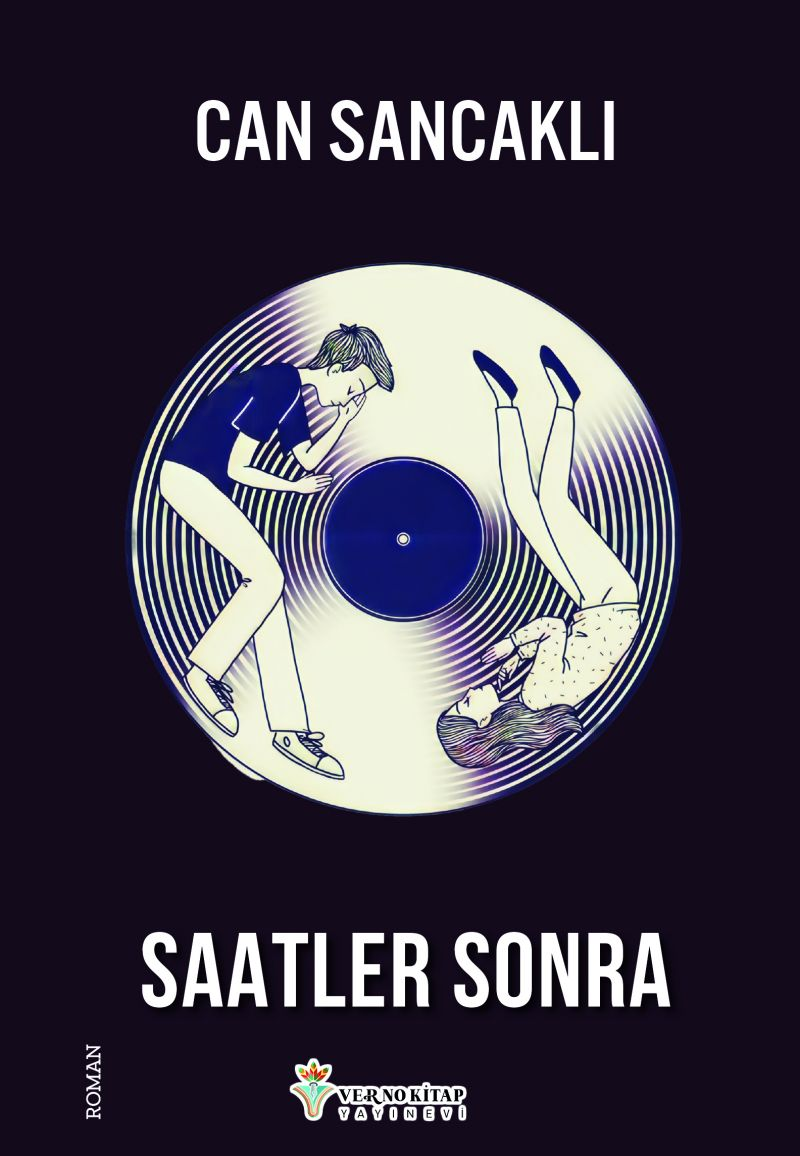 CAN SANCAKLI
SAATLER SONRA
ROMAN
VERNO KİTAP
YAYINEVİ